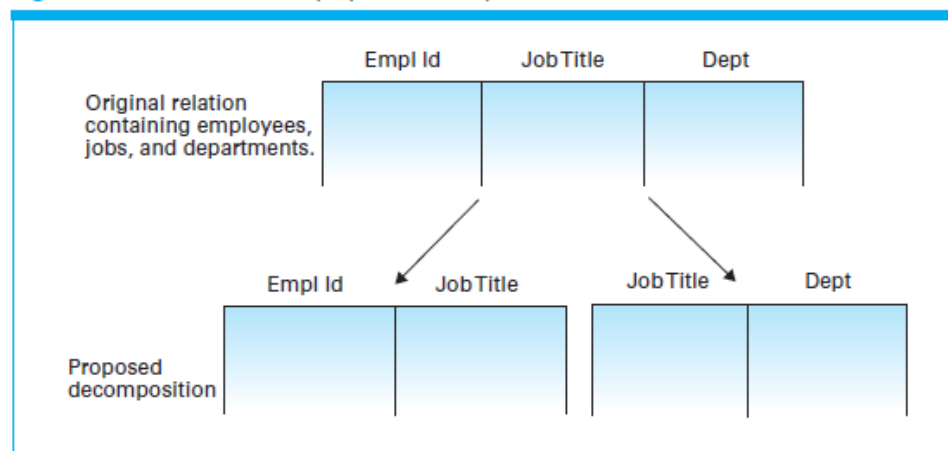 Empl Id JobTitle Dept
Original relation
containing employees,
jobs, and departments.
Empl Id JobTitle JobTitle Dept
Proposed
decomposition